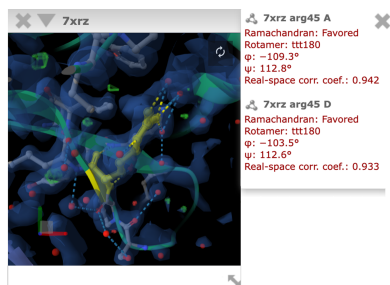 7xrz
7xrz arg45 A
Ramachandran: Favored
Rotamer: ttt180
φ: −109.3°
ψ: 112.8°
Real-space corr. coef.: 0.942
7xrz arg45 D
Ramachandran: Favored
Rotamer: ttt180
φ: −103.5°
ψ: 112.6°
Real-space corr. coef.: 0.933